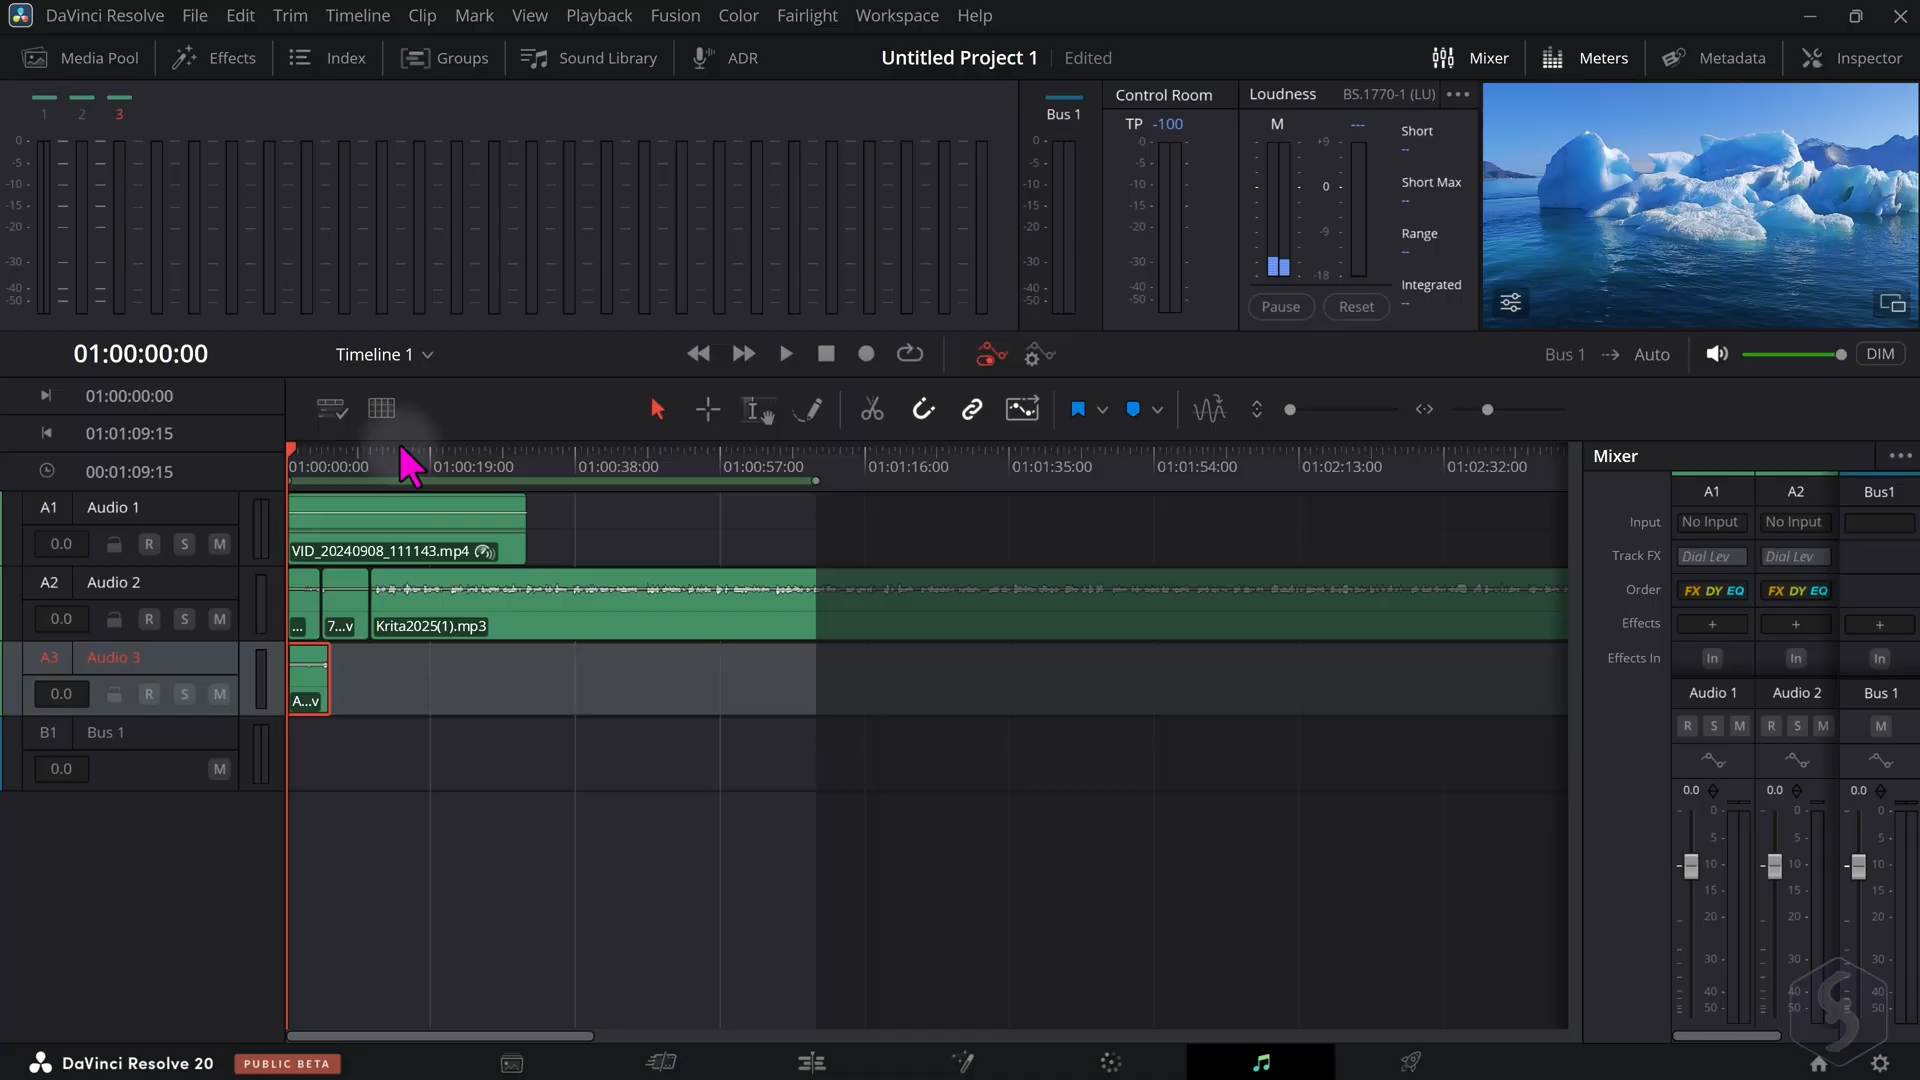 DaVinci Resolve File Edit Trim Timeline Clip Mark View Playback Fusion Color Fairlight Workspace Help
Media Pool Effects Index Groups Sound Library ADR Untitled Project 1 Edited Mixer Meters Metadata Inspector
1 2 3
0 -5 -10 -15 -20 -30 -40 -50
Bus 1
0 -5 -10 -15 -20 -30 -40 -50
Control Room
TP -100
0 -5 -10 -15 -20 -30 -40 -50
Loudness BS.1770-1 (LU)
M ---
+9 0 -9 -18
Short
--
Short Max
--
Range
--
Integrated
--
Pause Reset
01:00:00:00 Timeline 1 Bus 1 Auto DIM
01:00:00:00
01:01:09:15
00:01:09:15
01:00:00:00 01:00:19:00 01:00:38:00 01:00:57:00 01:01:16:00 01:01:35:00 01:01:54:00 01:02:13:00 01:02:32:00
A1 Audio 1
0.0 R S M
VID_20240908_111143.mp4
A2 Audio 2
0.0 R S M
... 7...v Krita2025(1).mp3
A3 Audio 3
0.0 R S M
A...v
B1 Bus 1
0.0 M
Mixer
A1 A2 Bus1
Input No Input No Input
Track FX Dial Lev Dial Lev
Order FX DY EQ FX DY EQ
Effects + + +
Effects In In In In
Audio 1 Audio 2 Bus 1
R S M R S M M
0.0 0.0 0.0
0 0 0
5 5 5
10 10 10
15 15 15
20 20 20
30 30 30
40 40 40
50 50 50
DaVinci Resolve 20 PUBLIC BETA